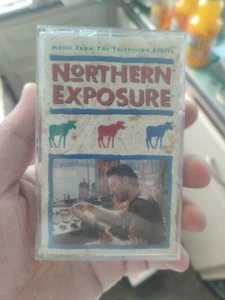 MUSIC FROM THE TELEVISION SERIES
NORTHERN
EXPOSURE